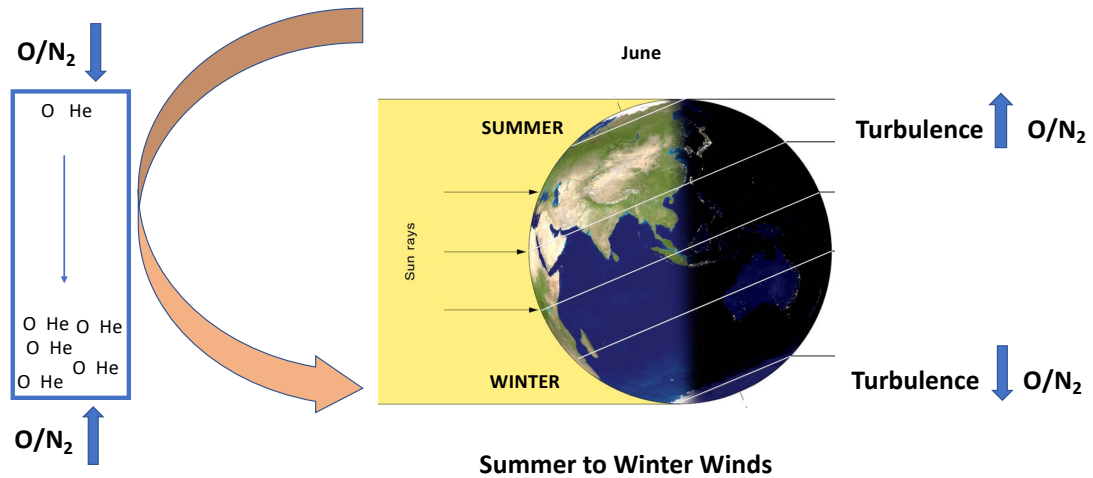 O/N₂
O He
O He O He
O He
O He
O He
O/N₂
June
SUMMER
Sun rays
WINTER
Turbulence O/N₂
Turbulence O/N₂
Summer to Winter Winds